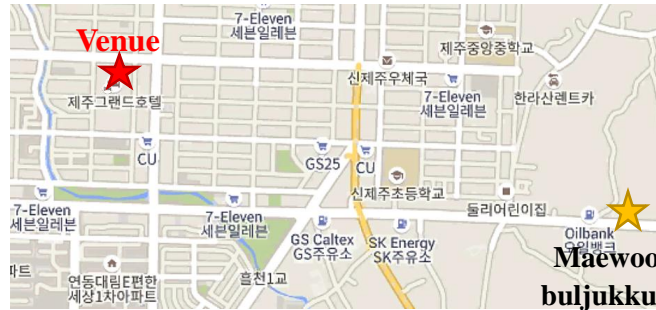 7-Eleven
세븐일레븐
Venue
제주그랜드호텔
신제주우체국
제주중앙중학교
7-Eleven
세븐일레븐
한라산렌트카
CU
GS25
CU
신제주초등학교
둘리어린이집
7-Eleven
세븐일레븐
7-Eleven
세븐일레븐
GS Caltex
GS주유소
SK Energy
SK주유소
Oilbank
오일뱅크
흘천1교
연동대림E편한
세상1차아파트
파트
Maewoo
buljukku